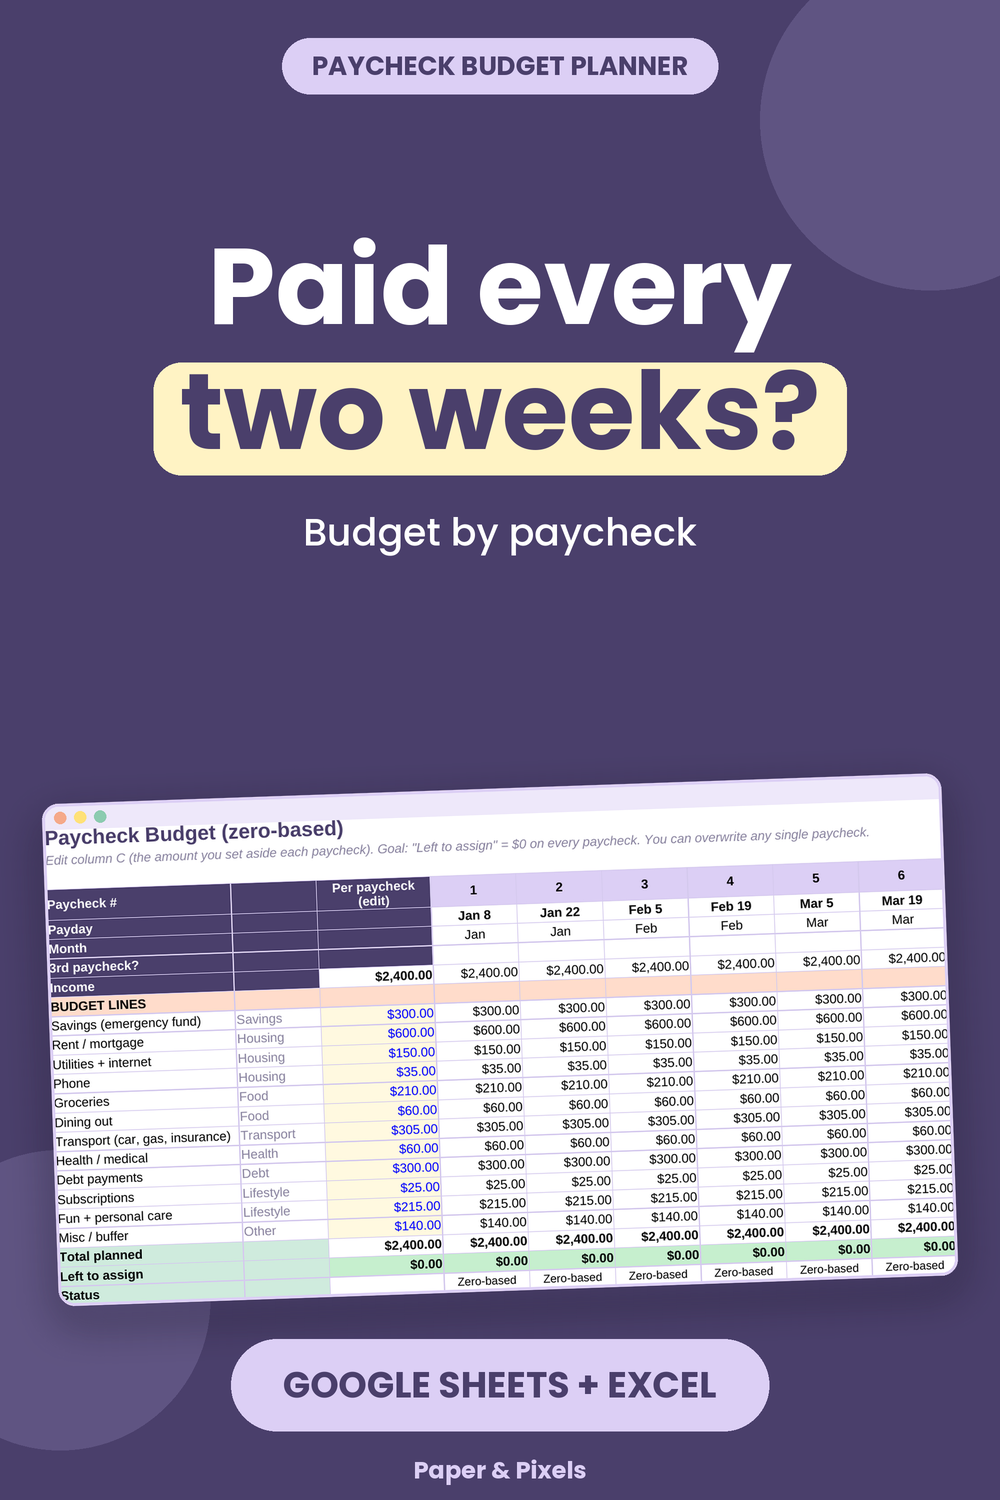 PAYCHECK BUDGET PLANNER
Paid every
two weeks?
Budget by paycheck
Paycheck Budget (zero-based)
Edit column C (the amount you set aside each paycheck). Goal: "Left to assign" = $0 on every paycheck. You can overwrite any single paycheck.
Paycheck # Per paycheck (edit) 1 2 3 4 5 6
Payday Jan 8 Jan 22 Feb 5 Feb 19 Mar 5 Mar 19
Month Jan Jan Feb Feb Mar Mar
3rd paycheck?
Income $2,400.00 $2,400.00 $2,400.00 $2,400.00 $2,400.00 $2,400.00 $2,400.00
BUDGET LINES
Savings (emergency fund) Savings $300.00 $300.00 $300.00 $300.00 $300.00 $300.00 $300.00
Rent / mortgage Housing $600.00 $600.00 $600.00 $600.00 $600.00 $600.00 $600.00
Utilities + internet Housing $150.00 $150.00 $150.00 $150.00 $150.00 $150.00 $150.00
Phone Housing $35.00 $35.00 $35.00 $35.00 $35.00 $35.00 $35.00
Groceries Food $210.00 $210.00 $210.00 $210.00 $210.00 $210.00 $210.00
Dining out Food $60.00 $60.00 $60.00 $60.00 $60.00 $60.00 $60.00
Transport (car, gas, insurance) Transport $305.00 $305.00 $305.00 $305.00 $305.00 $305.00 $305.00
Health / medical Health $60.00 $60.00 $60.00 $60.00 $60.00 $60.00 $60.00
Debt payments Debt $300.00 $300.00 $300.00 $300.00 $300.00 $300.00 $300.00
Subscriptions Lifestyle $25.00 $25.00 $25.00 $25.00 $25.00 $25.00 $25.00
Fun + personal care Lifestyle $215.00 $215.00 $215.00 $215.00 $215.00 $215.00 $215.00
Misc / buffer Other $140.00 $140.00 $140.00 $140.00 $140.00 $140.00 $140.00
Total planned $2,400.00 $2,400.00 $2,400.00 $2,400.00 $2,400.00 $2,400.00 $2,400.00
Left to assign $0.00 $0.00 $0.00 $0.00 $0.00 $0.00 $0.00
Status Zero-based Zero-based Zero-based Zero-based Zero-based Zero-based
GOOGLE SHEETS + EXCEL
Paper & Pixels